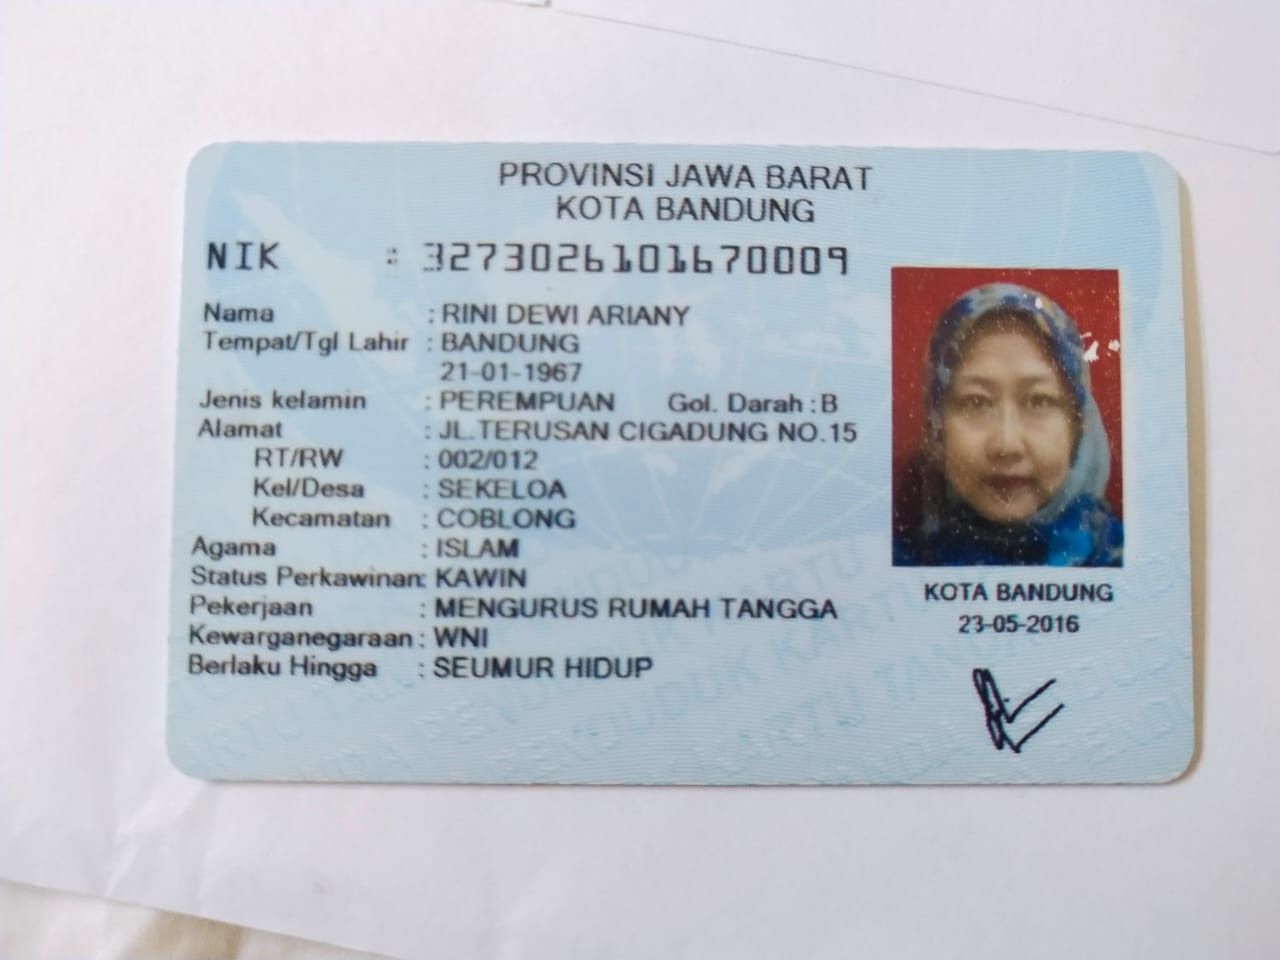 PROVINSI JAWA BARAT
KOTA BANDUNG
NIK : 3273026101670009
Nama : RINI DEWI ARIANY
Tempat/Tgl Lahir : BANDUNG
21-01-1967
Jenis kelamin : PEREMPUAN Gol. Darah : B
Alamat : JL.TERUSAN CIGADUNG NO.15
RT/RW : 002/012
Kel/Desa : SEKELOA
Kecamatan : COBLONG
Agama : ISLAM
Status Perkawinan: KAWIN
Pekerjaan : MENGURUS RUMAH TANGGA
Kewarganegaraan : WNI
Berlaku Hingga : SEUMUR HIDUP
KOTA BANDUNG
23-05-2016